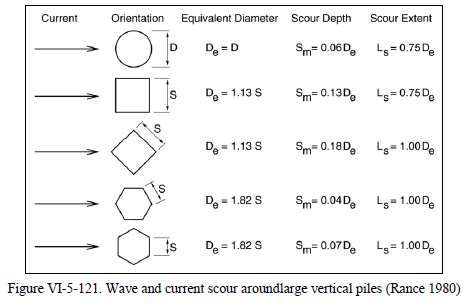 Current Orientation Equivalent Diameter Scour Depth Scour Extent
D Dₑ = D Sₘ= 0.06Dₑ Lₛ= 0.75Dₑ
S Dₑ = 1.13 S Sₘ= 0.13Dₑ Lₛ= 0.75Dₑ
S Dₑ = 1.13 S Sₘ= 0.18Dₑ Lₛ= 1.00Dₑ
S Dₑ = 1.82 S Sₘ= 0.04Dₑ Lₛ= 1.00Dₑ
S Dₑ = 1.82 S Sₘ= 0.07Dₑ Lₛ= 1.00Dₑ
Figure VI-5-121. Wave and current scour aroundlarge vertical piles (Rance 1980)